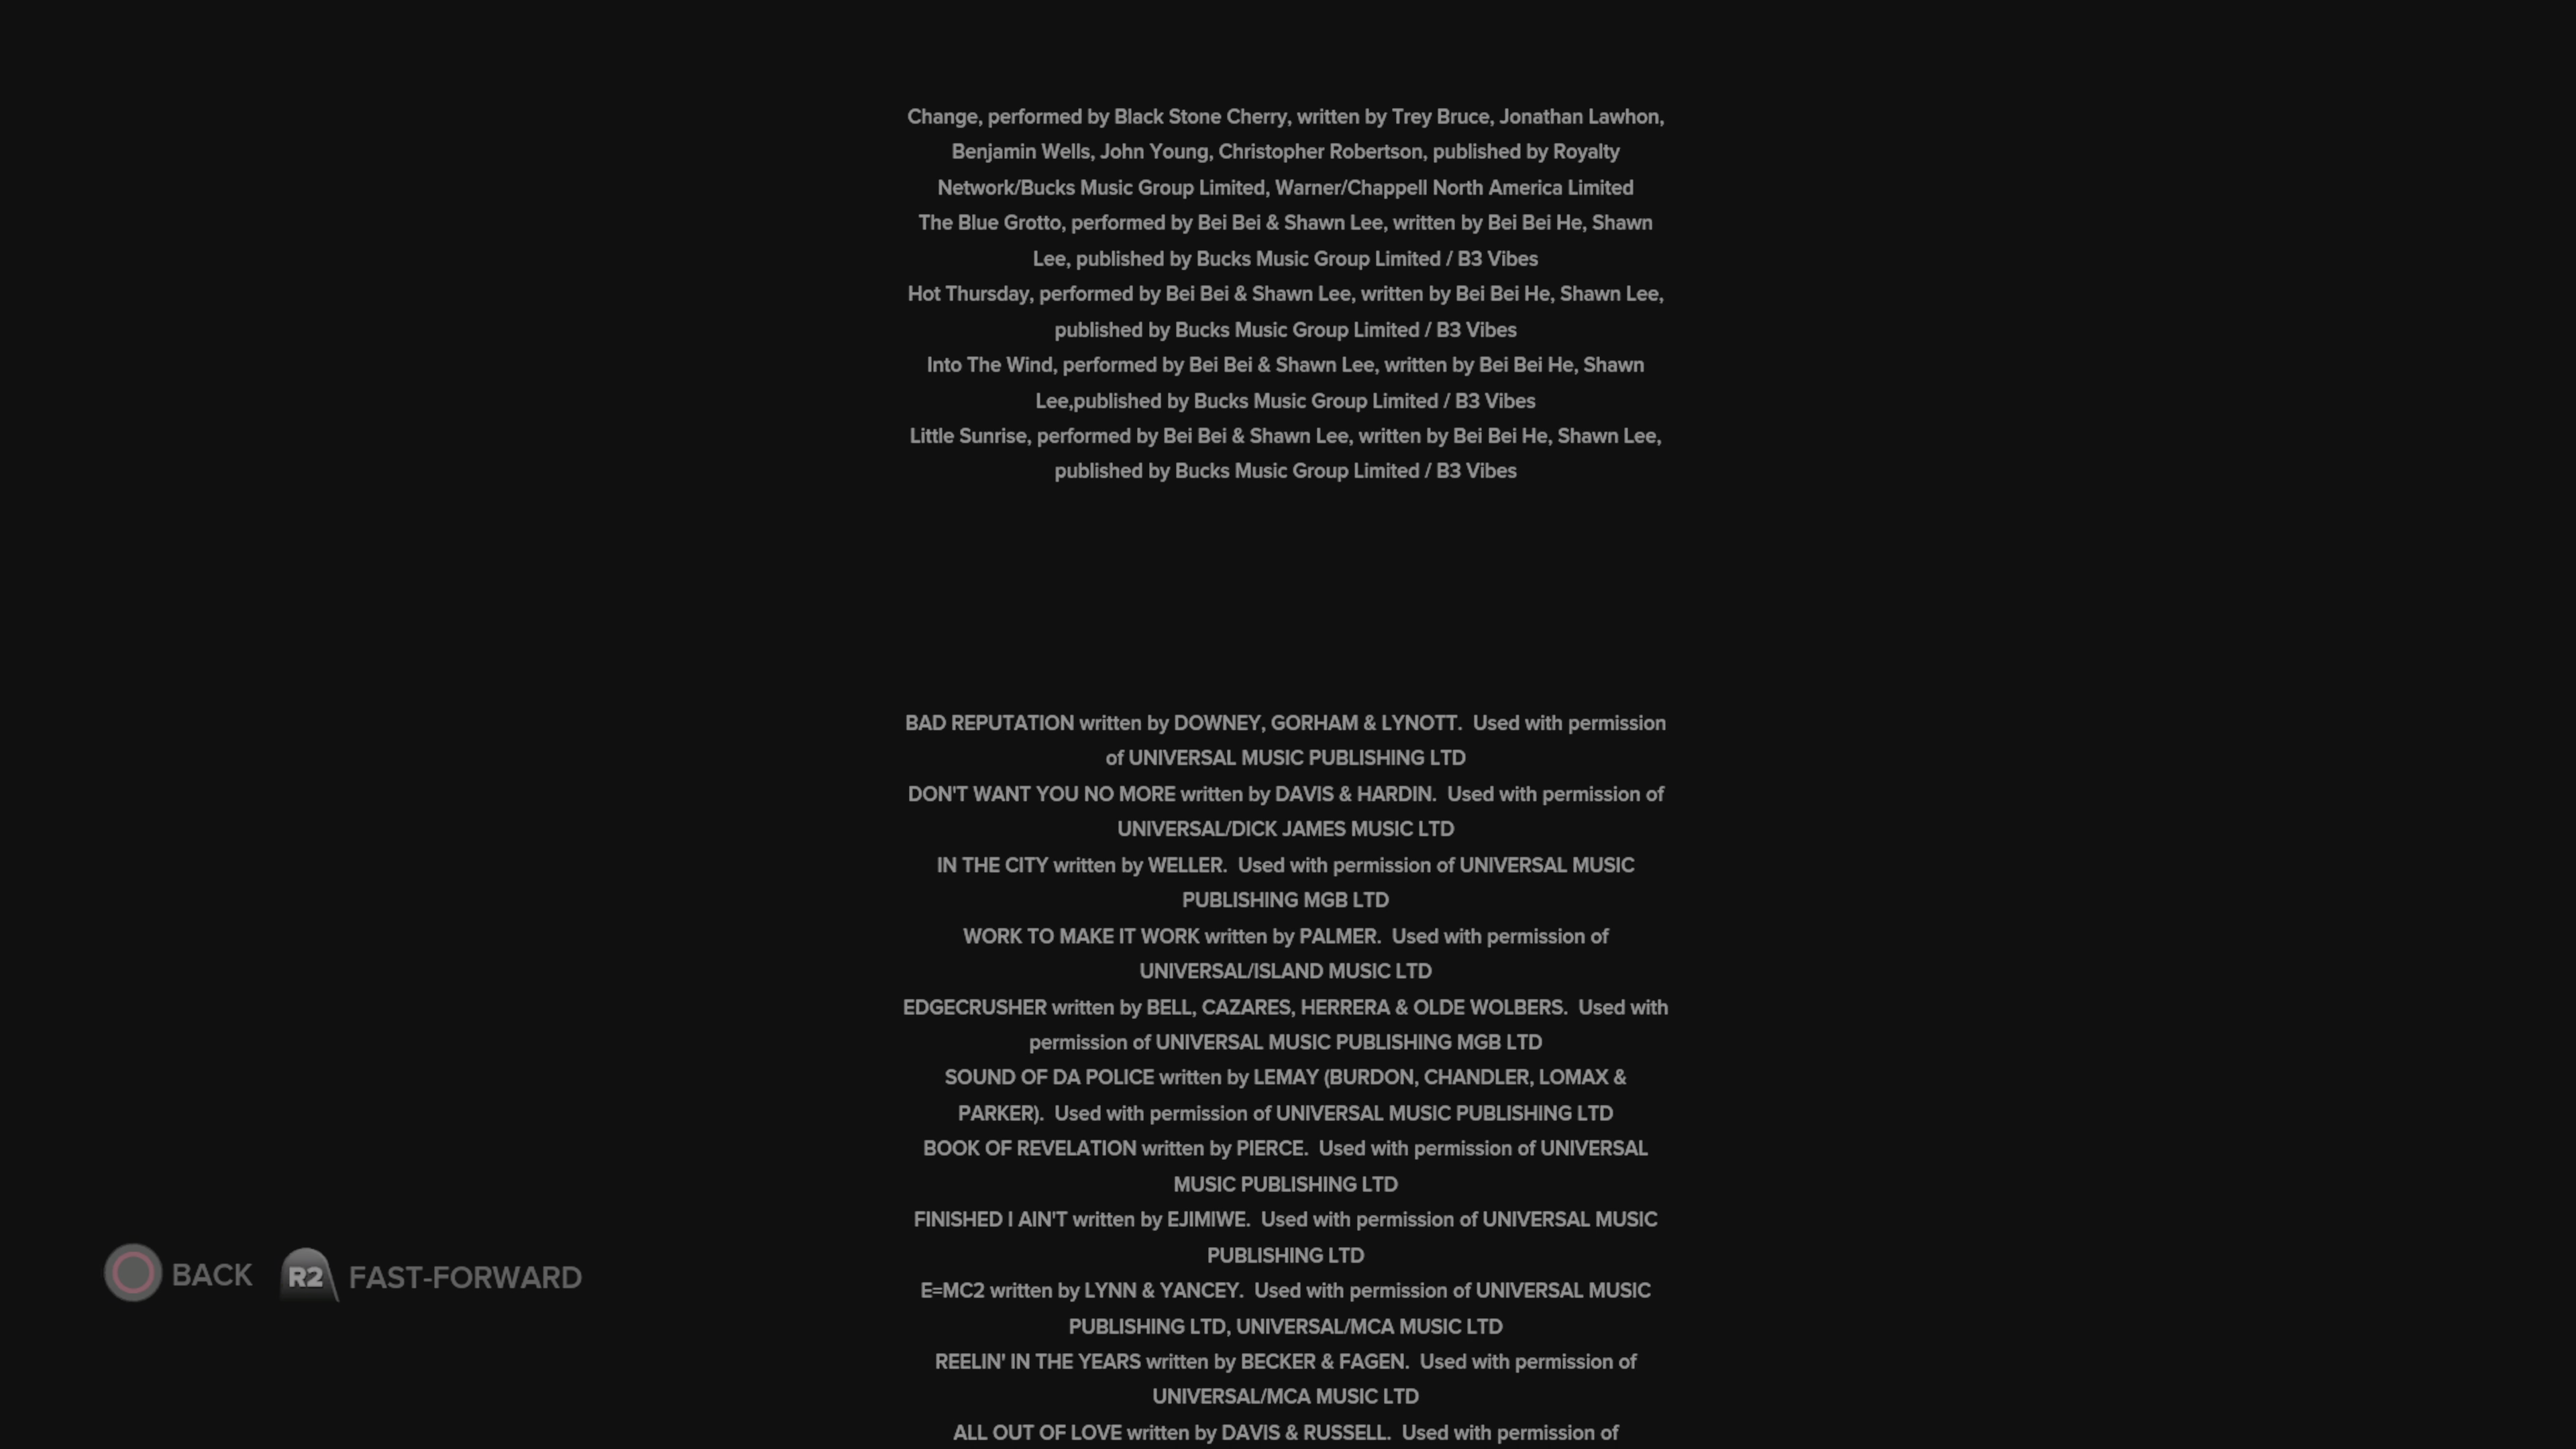 Change, performed by Black Stone Cherry, written by Trey Bruce, Jonathan Lawhon,
Benjamin Wells, John Young, Christopher Robertson, published by Royalty
Network/Bucks Music Group Limited, Warner/Chappell North America Limited
The Blue Grotto, performed by Bei Bei & Shawn Lee, written by Bei Bei He, Shawn
Lee, published by Bucks Music Group Limited / B3 Vibes
Hot Thursday, performed by Bei Bei & Shawn Lee, written by Bei Bei He, Shawn Lee,
published by Bucks Music Group Limited / B3 Vibes
Into The Wind, performed by Bei Bei & Shawn Lee, written by Bei Bei He, Shawn
Lee,published by Bucks Music Group Limited / B3 Vibes
Little Sunrise, performed by Bei Bei & Shawn Lee, written by Bei Bei He, Shawn Lee,
published by Bucks Music Group Limited / B3 Vibes
BAD REPUTATION written by DOWNEY, GORHAM & LYNOTT.  Used with permission
of UNIVERSAL MUSIC PUBLISHING LTD
DON'T WANT YOU NO MORE written by DAVIS & HARDIN.  Used with permission of
UNIVERSAL/DICK JAMES MUSIC LTD
IN THE CITY written by WELLER.  Used with permission of UNIVERSAL MUSIC
PUBLISHING MGB LTD
WORK TO MAKE IT WORK written by PALMER.  Used with permission of
UNIVERSAL/ISLAND MUSIC LTD
EDGECRUSHER written by BELL, CAZARES, HERRERA & OLDE WOLBERS.  Used with
permission of UNIVERSAL MUSIC PUBLISHING MGB LTD
SOUND OF DA POLICE written by LEMAY (BURDON, CHANDLER, LOMAX &
PARKER).  Used with permission of UNIVERSAL MUSIC PUBLISHING LTD
BOOK OF REVELATION written by PIERCE.  Used with permission of UNIVERSAL
MUSIC PUBLISHING LTD
FINISHED I AIN'T written by EJIMIWE.  Used with permission of UNIVERSAL MUSIC
PUBLISHING LTD
E=MC2 written by LYNN & YANCEY.  Used with permission of UNIVERSAL MUSIC
PUBLISHING LTD, UNIVERSAL/MCA MUSIC LTD
REELIN' IN THE YEARS written by BECKER & FAGEN.  Used with permission of
UNIVERSAL/MCA MUSIC LTD
ALL OUT OF LOVE written by DAVIS & RUSSELL.  Used with permission of
BACK R2 FAST-FORWARD